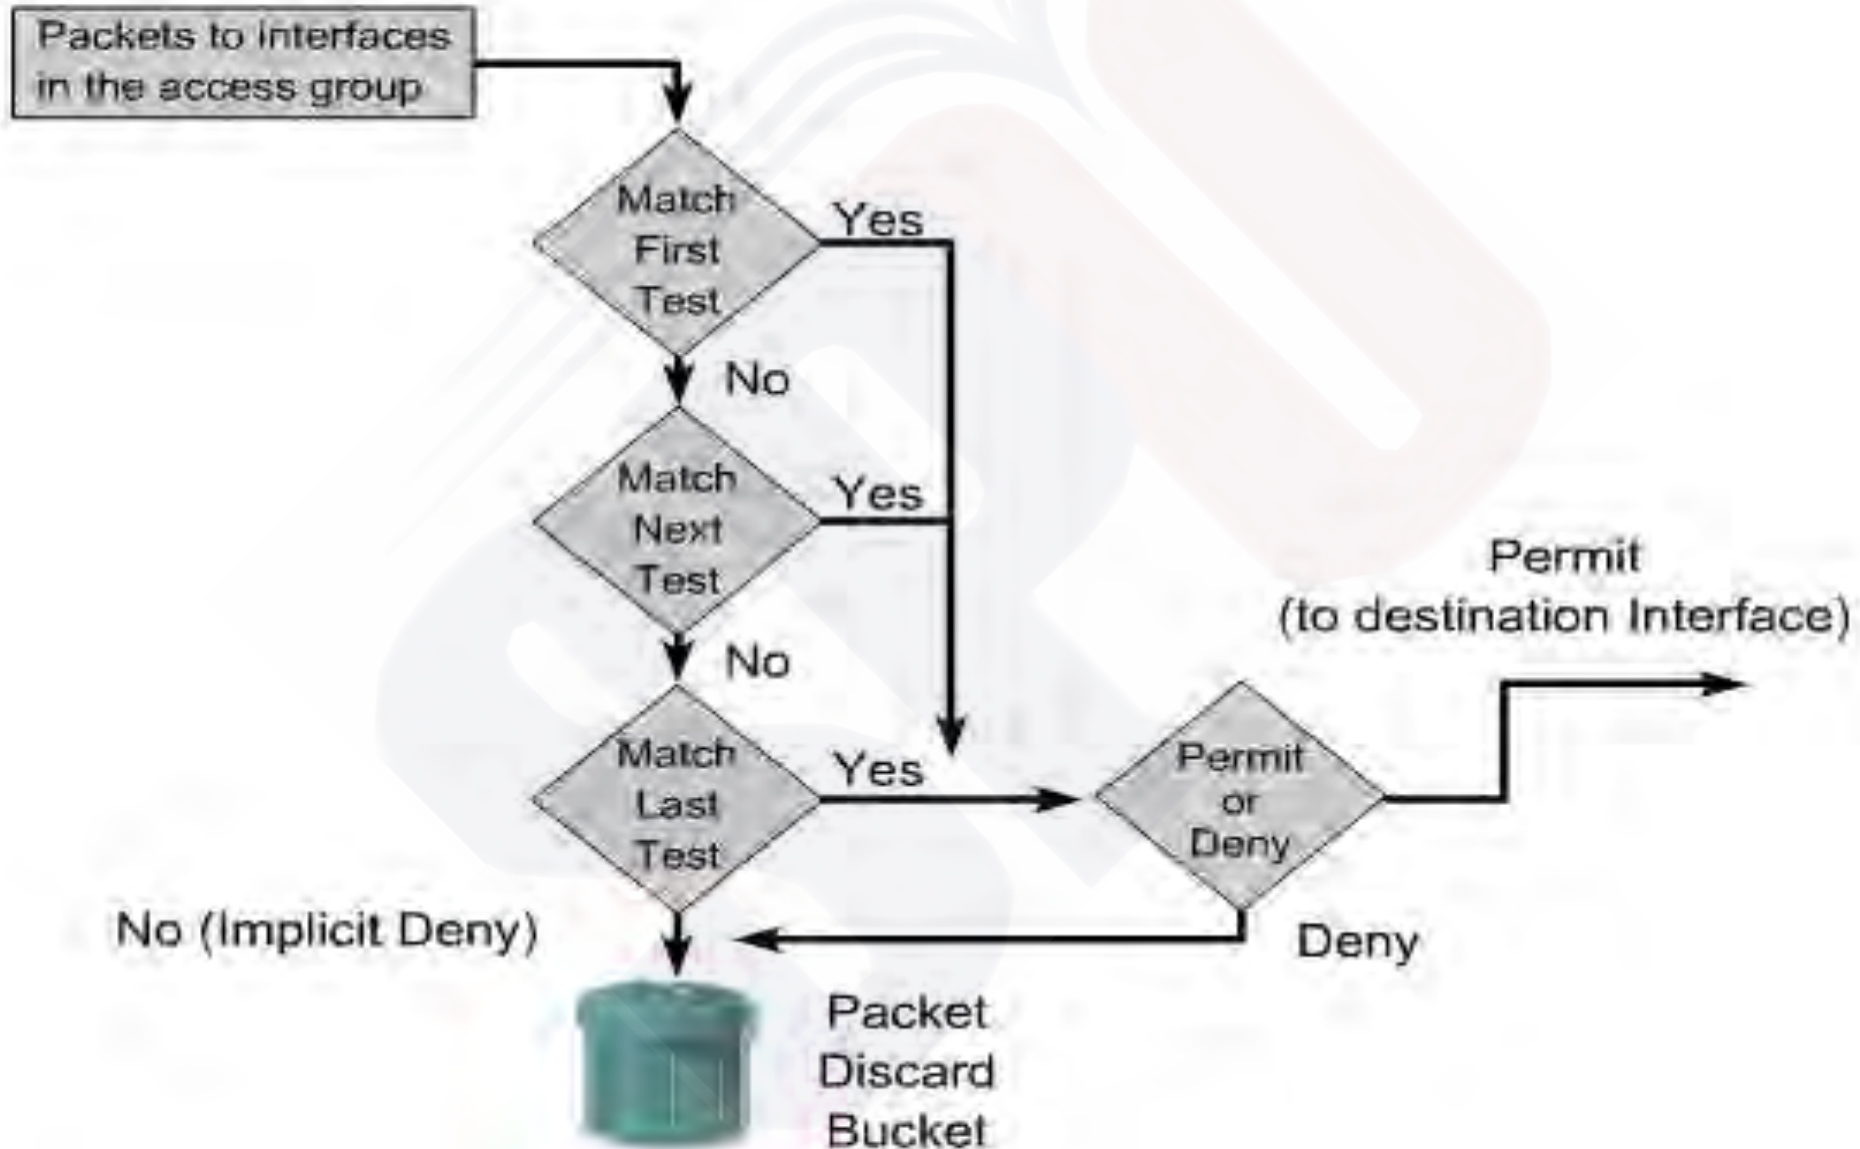 Packets to interfaces
in the access group
Match
First
Test
Yes
No
Match
Next
Test
Yes
No
Match
Last
Test
Yes
Permit
or
Deny
Permit
(to destination Interface)
No (Implicit Deny)
Deny
Packet
Discard
Bucket